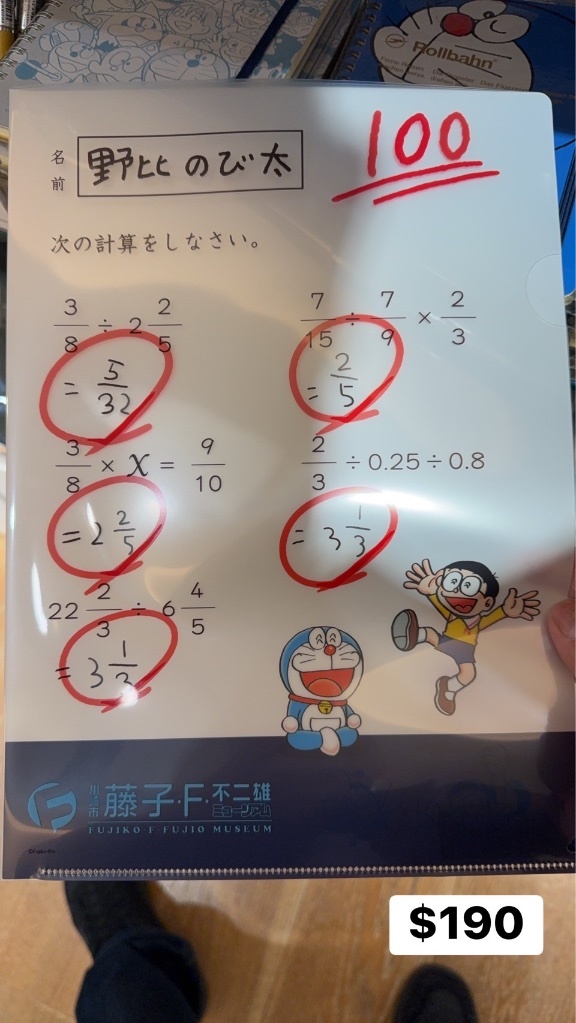 Rollbahn
名前 野比のび太
100
次の計算をしなさい。
3/8 ÷ 2 2/5
= 5/32
7/15 ÷ 7/9 × 2/3
= 2/5
3/8 × X = 9/10
= 2 2/5
2/3 ÷ 0.25 ÷ 0.8
= 3 1/3
22 2/3 ÷ 6 4/5
= 3 1/3
川崎市 藤子・F・不二雄ミュージアム
FUJIKO F FUJIO MUSEUM
$190